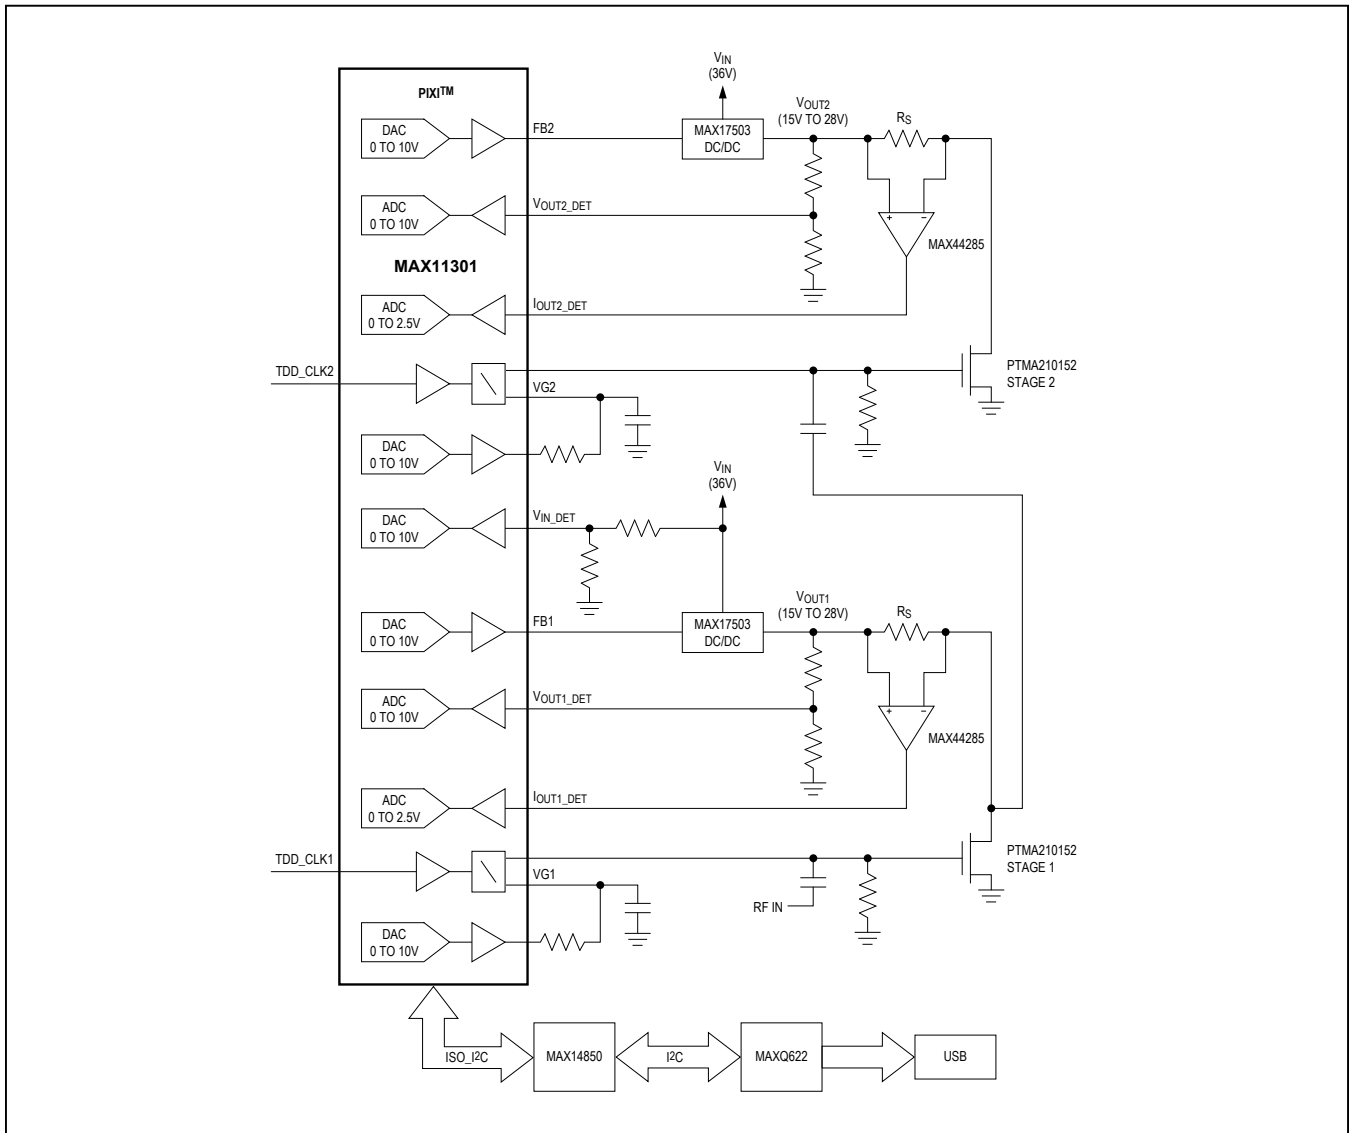 PIXI™
VIN
(36V)
VOUT2
(15V TO 28V)
RS
DAC
0 TO 10V
FB2
MAX17503
DC/DC
ADC
0 TO 10V
VOUT2_DET
+ −
MAX44285
MAX11301
ADC
0 TO 2.5V
IOUT2_DET
PTMA210152
STAGE 2
TDD_CLK2
VG2
DAC
0 TO 10V
VIN
(36V)
DAC
0 TO 10V
VIN_DET
VOUT1
(15V TO 28V)
RS
DAC
0 TO 10V
FB1
MAX17503
DC/DC
ADC
0 TO 10V
VOUT1_DET
+ −
MAX44285
ADC
0 TO 2.5V
IOUT1_DET
PTMA210152
STAGE 1
TDD_CLK1
VG1
RF IN
DAC
0 TO 10V
ISO_I2C
MAX14850
I2C
MAXQ622
USB